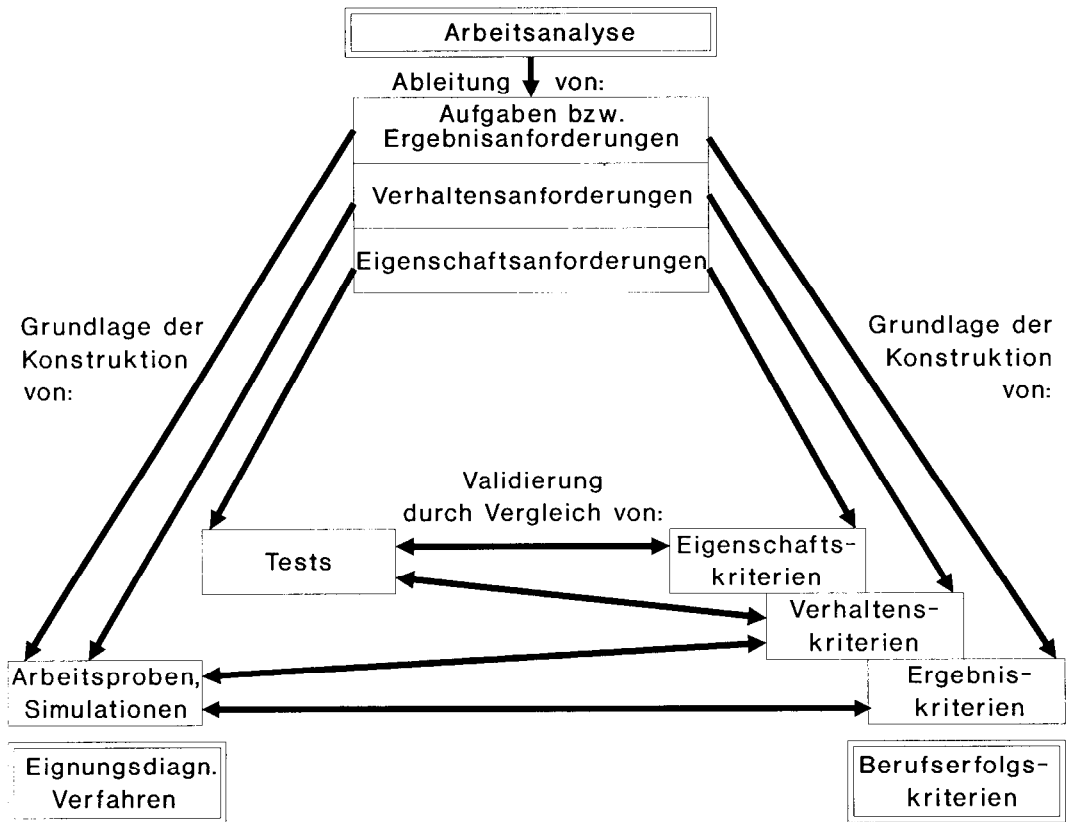 Arbeitsanalyse
Ableitung von:
Aufgaben bzw.
Ergebnisanforderungen
Verhaltensanforderungen
Eigenschaftsanforderungen
Grundlage der
Konstruktion
von:
Grundlage der
Konstruktion
von:
Validierung
durch Vergleich von:
Tests
Eigenschafts-
kriterien
Verhaltens-
kriterien
Arbeitsproben,
Simulationen
Ergebnis-
kriterien
Eignungsdiagn.
Verfahren
Berufserfolgs-
kriterien